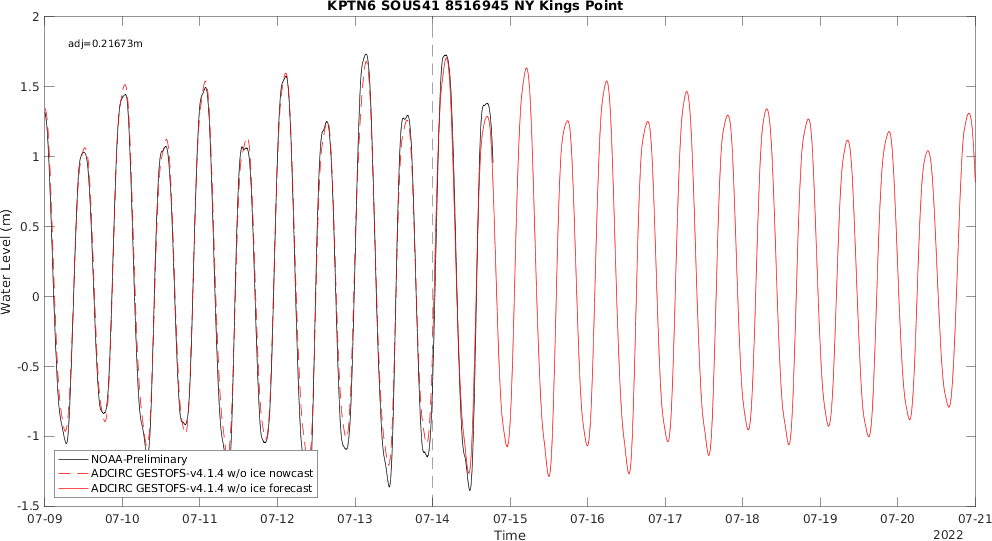 KPTN6 SOUS41 8516945 NY Kings Point
adj=0.21673m
2
1.5
1
0.5
0
-0.5
-1
-1.5
Water Level (m)
NOAA-Preliminary
ADCIRC GESTOFS-v4.1.4 w/o ice nowcast
ADCIRC GESTOFS-v4.1.4 w/o ice forecast
07-09 07-10 07-11 07-12 07-13 07-14 07-15 07-16 07-17 07-18 07-19 07-20 07-21
Time
2022